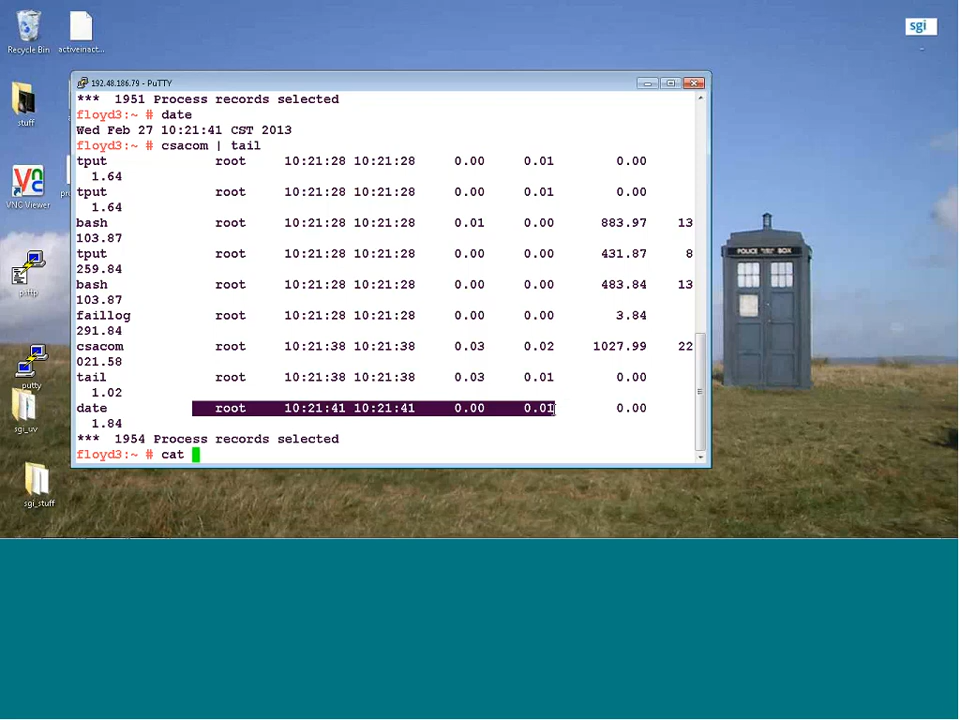 Recycle Bin
activeinact...
sgi
stuff
VNC Viewer
psftp
putty
sgi_uv
sgi_stuff
POLICE BOX
192.48.186.79 - PuTTY
*** 1951 Process records selected
floyd3:~ # date
Wed Feb 27 10:21:41 CST 2013
floyd3:~ # csacom | tail
tput root 10:21:28 10:21:28 0.00 0.01 0.00
1.64
tput root 10:21:28 10:21:28 0.00 0.01 0.00
1.64
bash root 10:21:28 10:21:28 0.01 0.00 883.97 13
103.87
tput root 10:21:28 10:21:28 0.00 0.00 431.87 8
259.84
bash root 10:21:28 10:21:28 0.00 0.00 483.84 13
103.87
faillog root 10:21:28 10:21:28 0.00 0.00 3.84
291.84
csacom root 10:21:38 10:21:38 0.03 0.02 1027.99 22
021.58
tail root 10:21:38 10:21:38 0.03 0.01 0.00
1.02
date root 10:21:41 10:21:41 0.00 0.01 0.00
1.84
*** 1954 Process records selected
floyd3:~ # cat